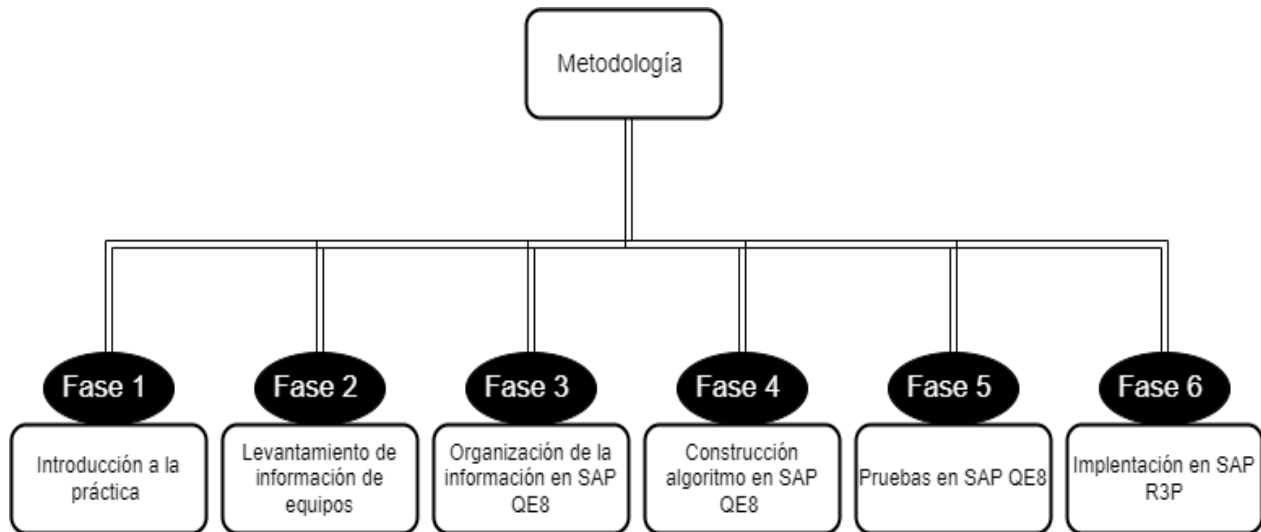 Metodología
Fase 1
Fase 2
Fase 3
Fase 4
Fase 5
Fase 6
Introducción a la
práctica
Levantamiento de
información de
equipos
Organización de la
información en SAP
QE8
Construcción
algoritmo en SAP
QE8
Pruebas en SAP QE8
Implentación en SAP
R3P